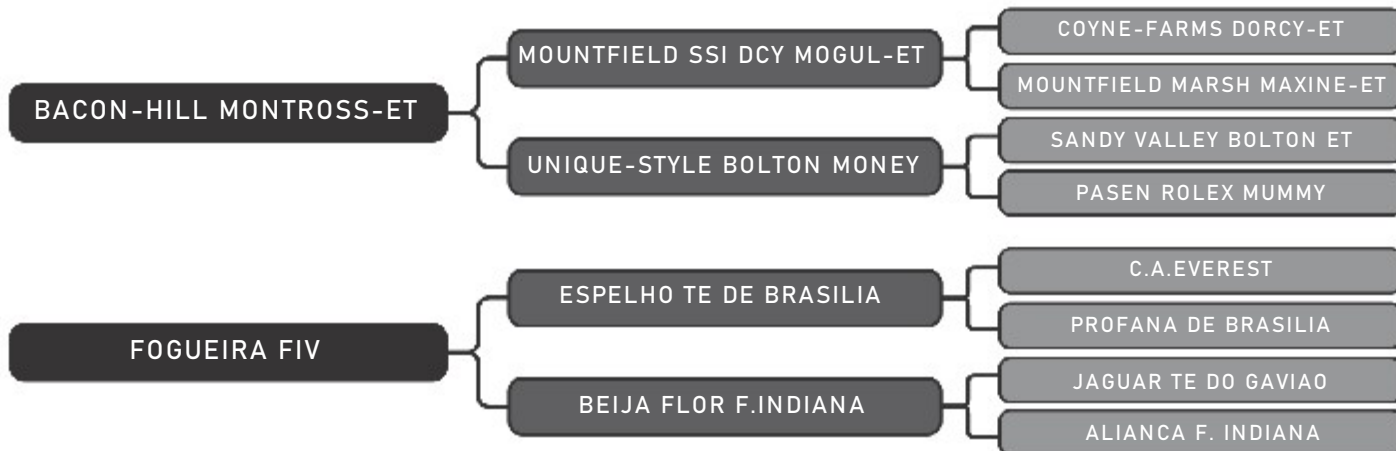 BACON-HILL MONTROSS-ET
MOUNTFIELD SSI DCY MOGUL-ET
COYNE-FARMS DORCY-ET
MOUNTFIELD MARSH MAXINE-ET
UNIQUE-STYLE BOLTON MONEY
SANDY VALLEY BOLTON ET
PASEN ROLEX MUMMY
FOGUEIRA FIV
ESPELHO TE DE BRASILIA
C.A.EVEREST
PROFANA DE BRASILIA
BEIJA FLOR F.INDIANA
JAGUAR TE DO GAVIAO
ALIANCA F. INDIANA